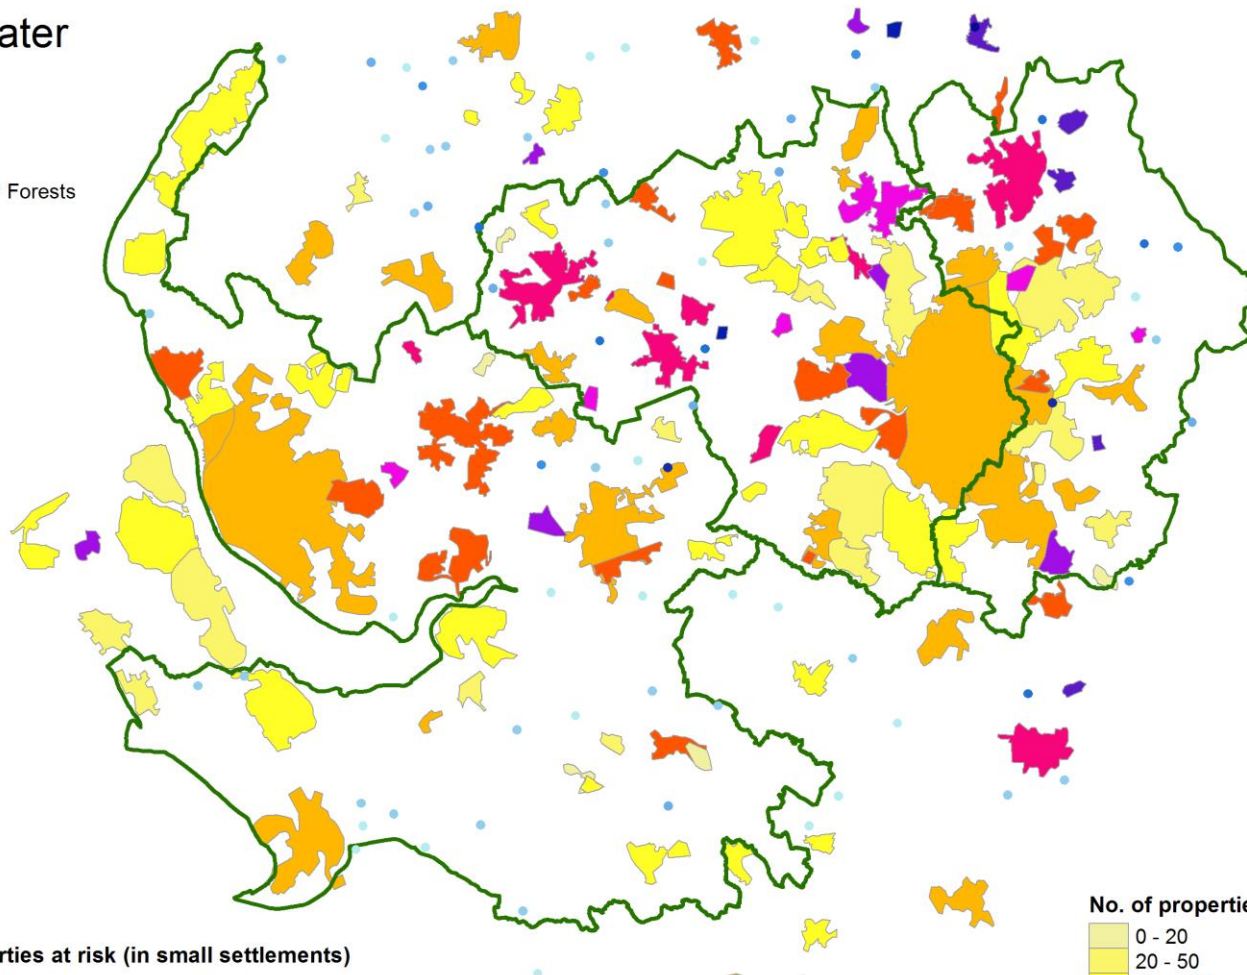 ater
Forests
No. of propertie
0 - 20
20 - 50
rties at risk (in small settlements)